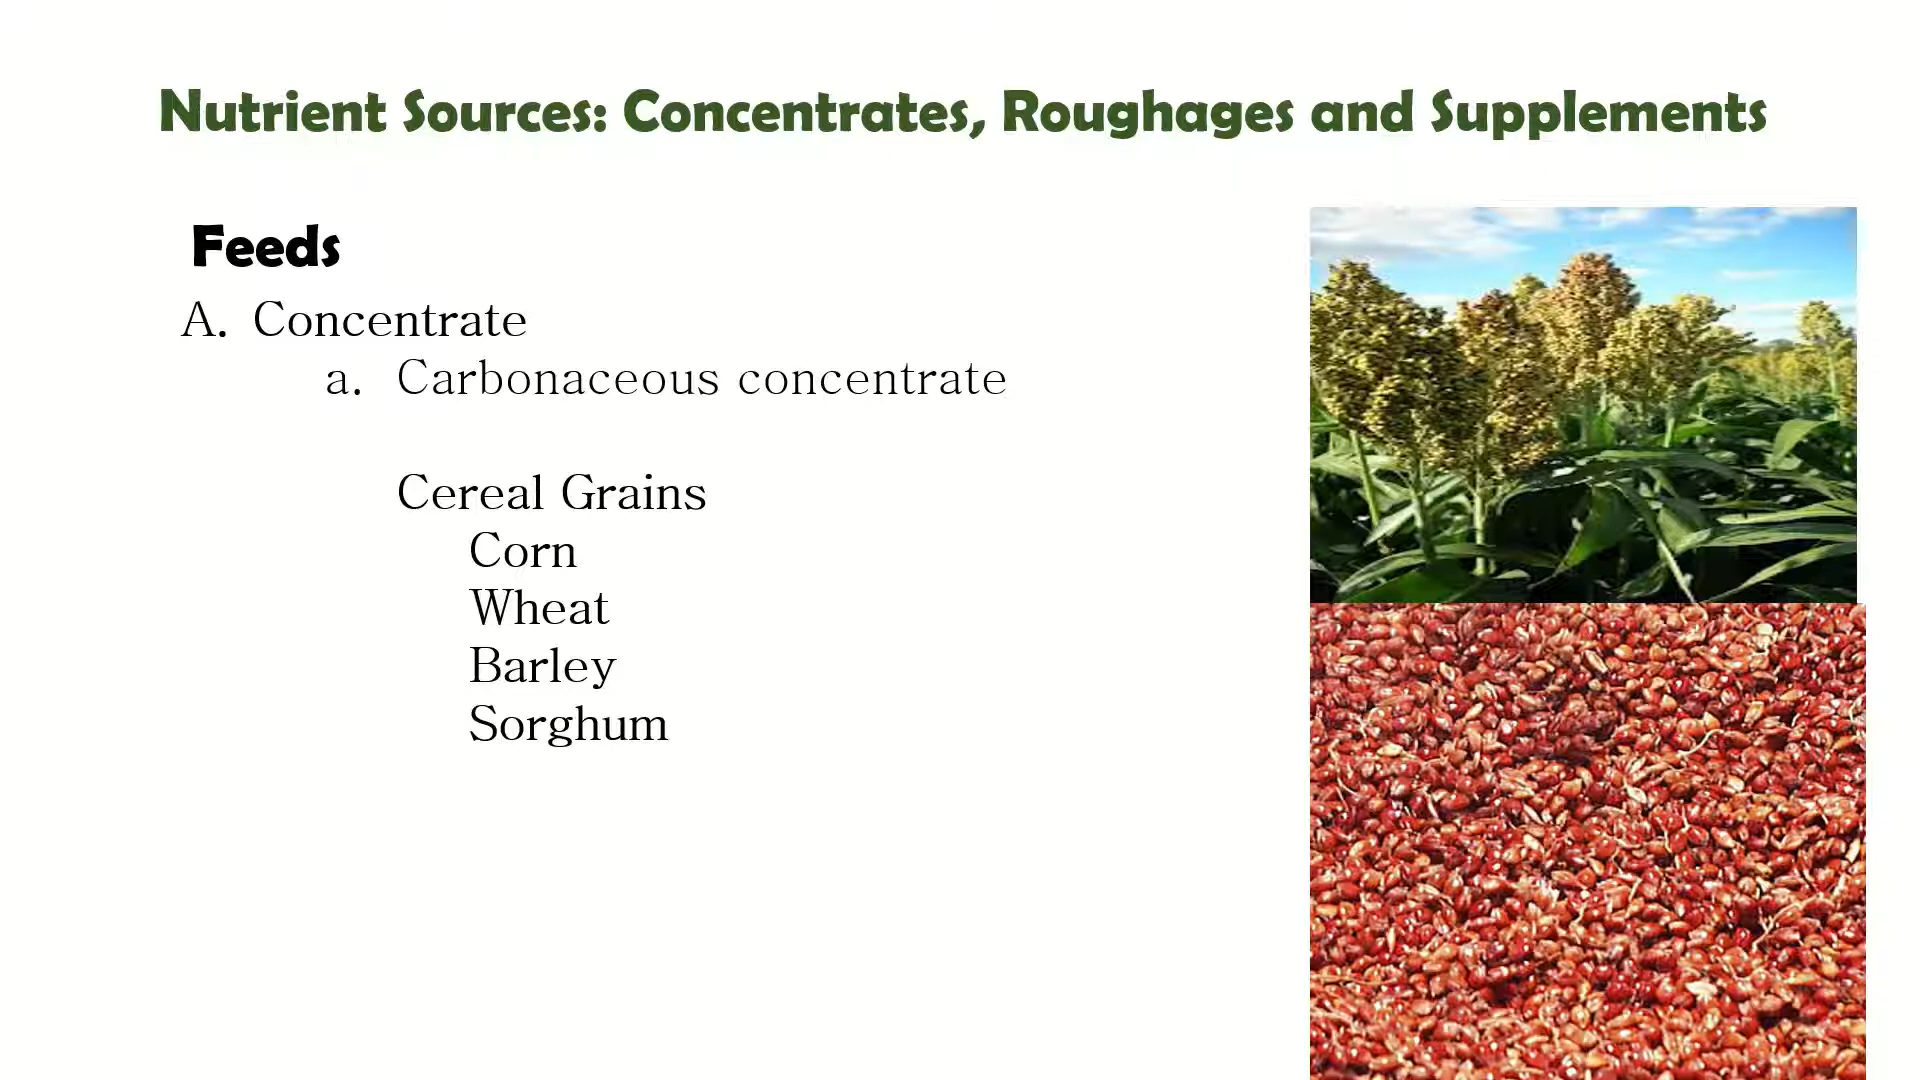 Nutrient Sources: Concentrates, Roughages and Supplements
Feeds
A. Concentrate
a. Carbonaceous concentrate
Cereal Grains
Corn
Wheat
Barley
Sorghum